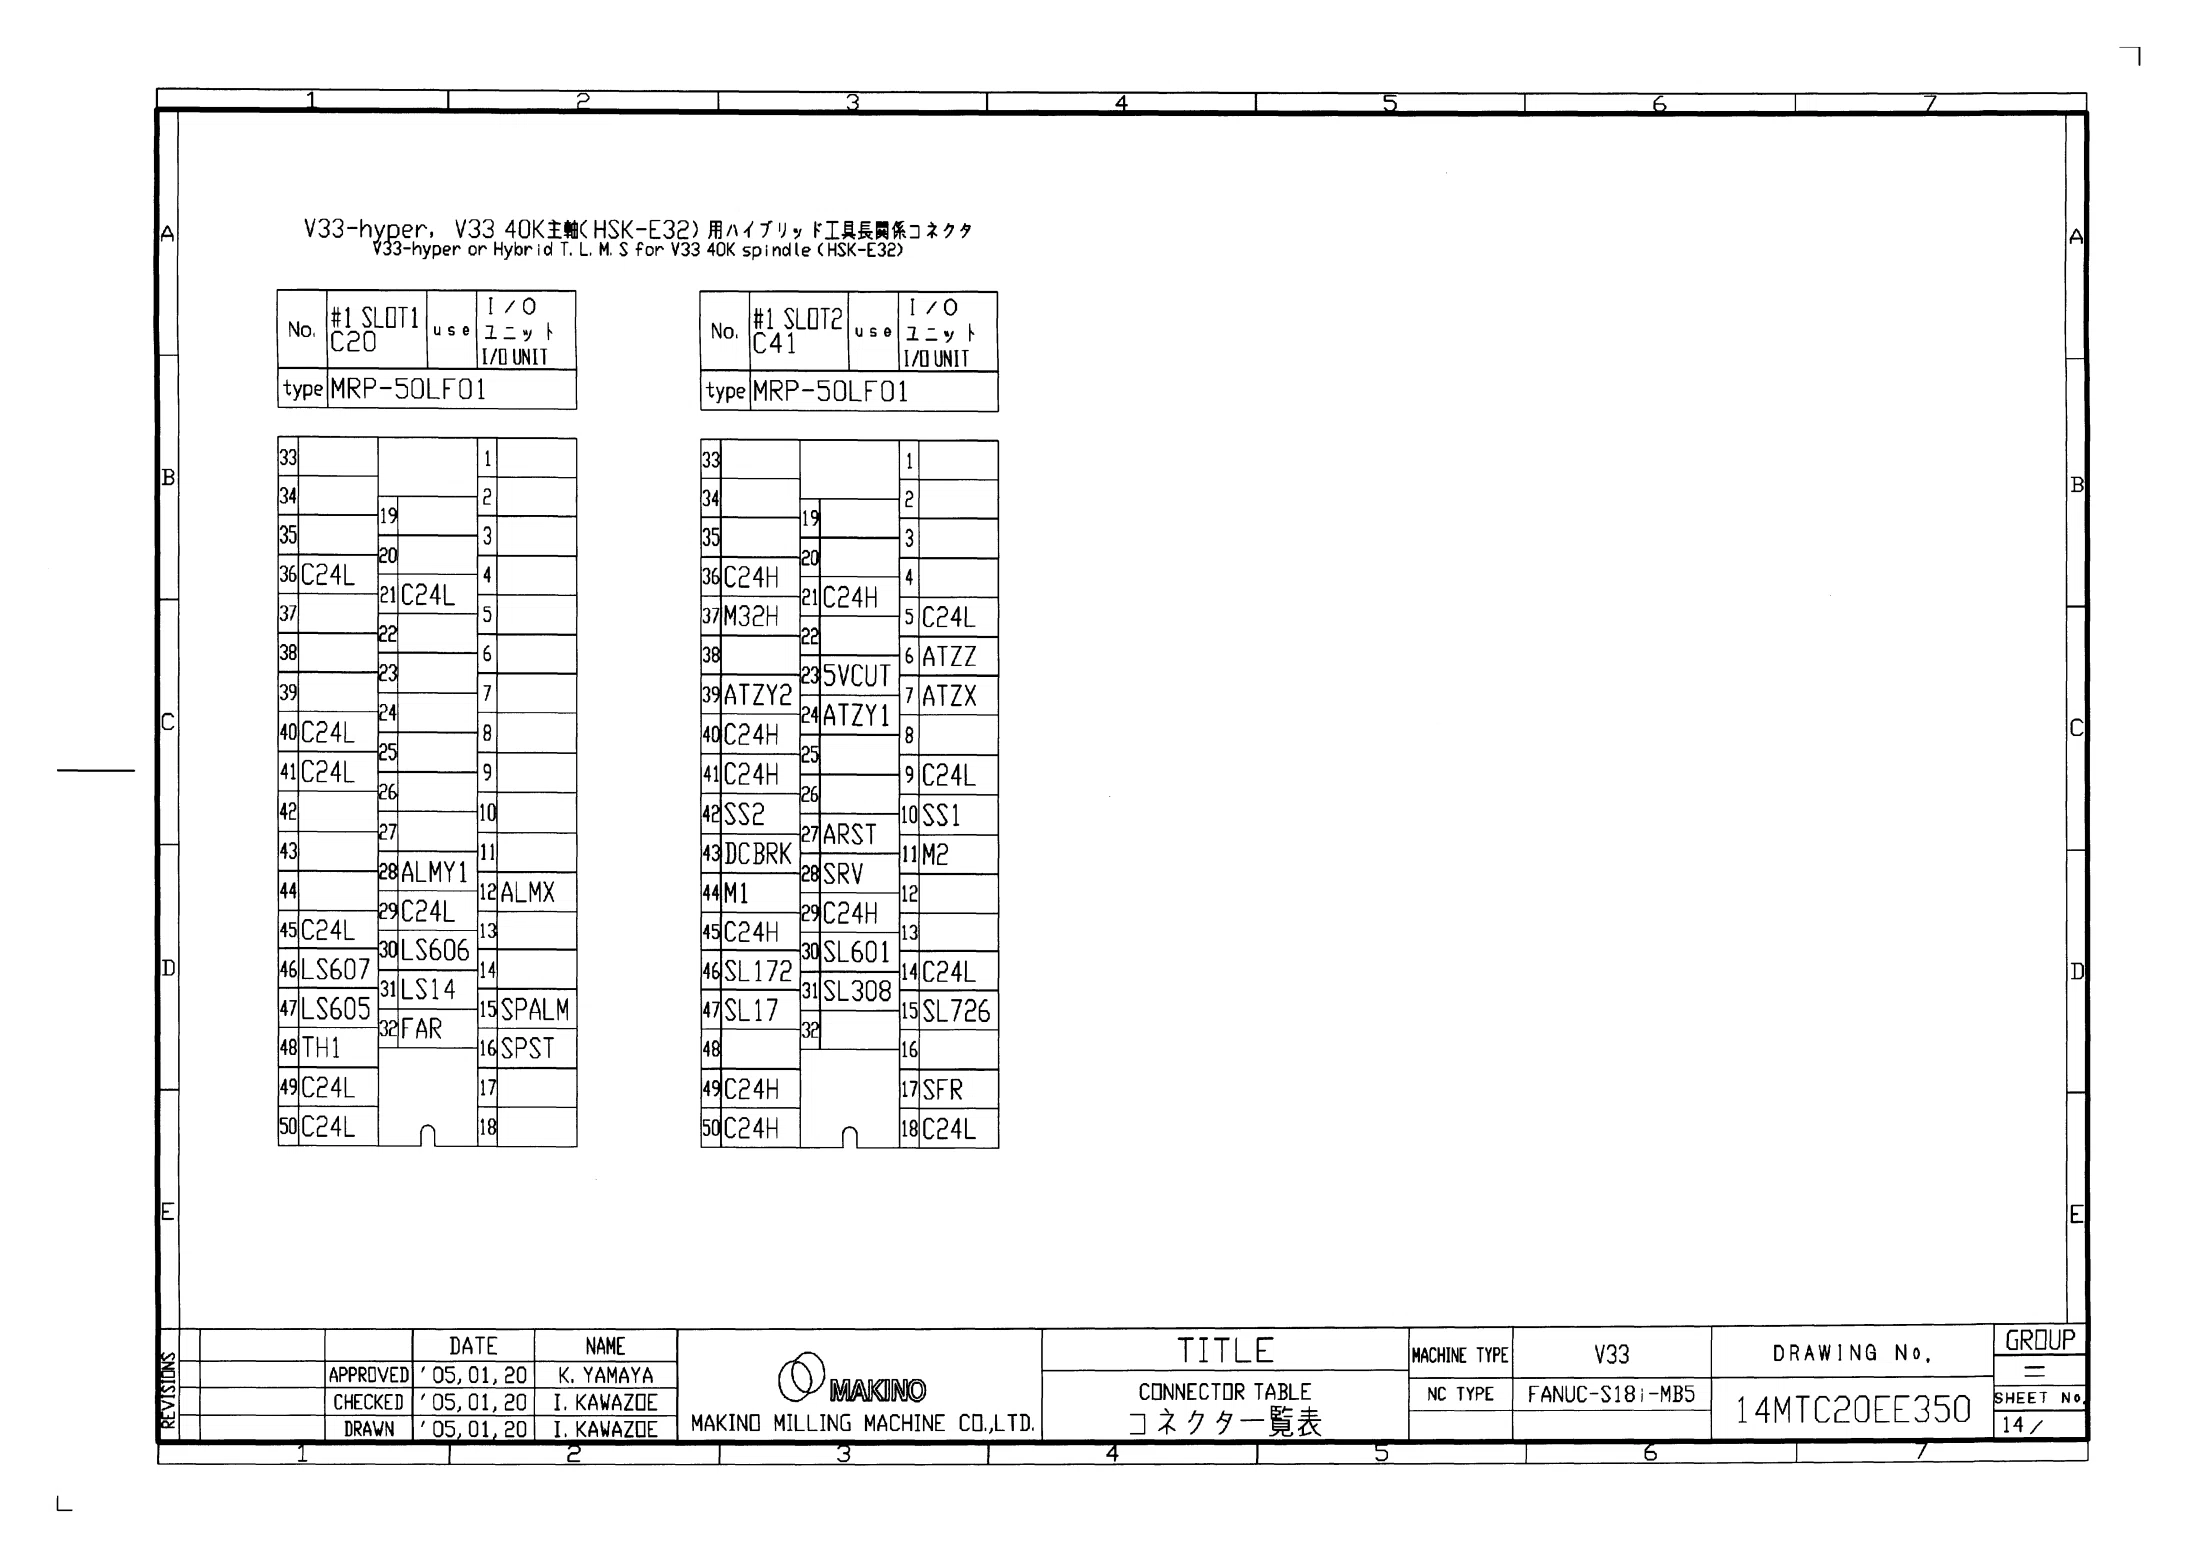 1 2 3 4 5 6 7
A A
V33-hyper, V33 40K主軸(HSK-E32)用ハイブリッド工具長関係コネクタ
V33-hyper or Hybrid T. L. M. S for V33 40K spindle (HSK-E32)
No. #1 SLOT1 C20 use I/O ユニット I/O UNIT
type MRP-50LF01
33
34
35
36 C24L
37
38
39
40 C24L
41 C24L
42
43
44
45 C24L
46 LS607
47 LS605
48 TH1
49 C24L
50 C24L
19
20
21 C24L
22
23
24
25
26
27
28 ALMY1
29 C24L
30 LS606
31 LS14
32 FAR
1
2
3
4
5
6
7
8
9
10
11
12 ALMX
13
14
15 SPALM
16 SPST
17
18
No. #1 SLOT2 C41 use I/O ユニット I/O UNIT
type MRP-50LF01
33
34
35
36 C24H
37 M32H
38
39 ATZY2
40 C24H
41 C24H
42 SS2
43 DCBRK
44 M1
45 C24H
46 SL172
47 SL17
48
49 C24H
50 C24H
19
20
21 C24H
22
23 5VCUT
24 ATZY1
25
26
27 ARST
28 SRV
29 C24H
30 SL601
31 SL308
32
1
2
3
4
5 C24L
6 ATZZ
7 ATZX
8
9 C24L
10 SS1
11 M2
12
13
14 C24L
15 SL726
16
17 SFR
18 C24L
B B
C C
D D
E E
REVISIONS
DATE NAME
APPROVED '05,01,20 K. YAMAYA
CHECKED '05,01,20 I. KAWAZOE
DRAWN '05,01,20 I. KAWAZOE
MAKINO
MAKINO MILLING MACHINE CO.,LTD.
TITLE
CONNECTOR TABLE
コネクタ一覧表
MACHINE TYPE V33
NC TYPE FANUC-S18i-MB5
DRAWING No.
14MTC20EE350
GROUP
=
SHEET No.
14/
1 2 3 4 5 6 7